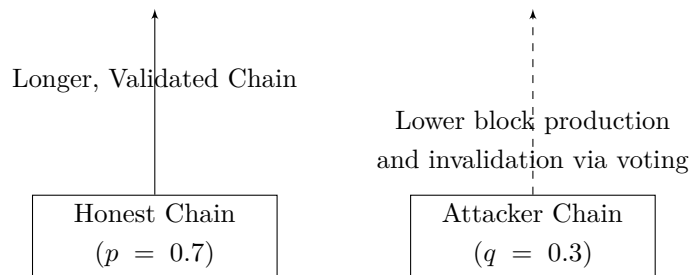 Longer, Validated Chain
Lower block production
and invalidation via voting
Honest Chain
(p = 0.7)
Attacker Chain
(q = 0.3)